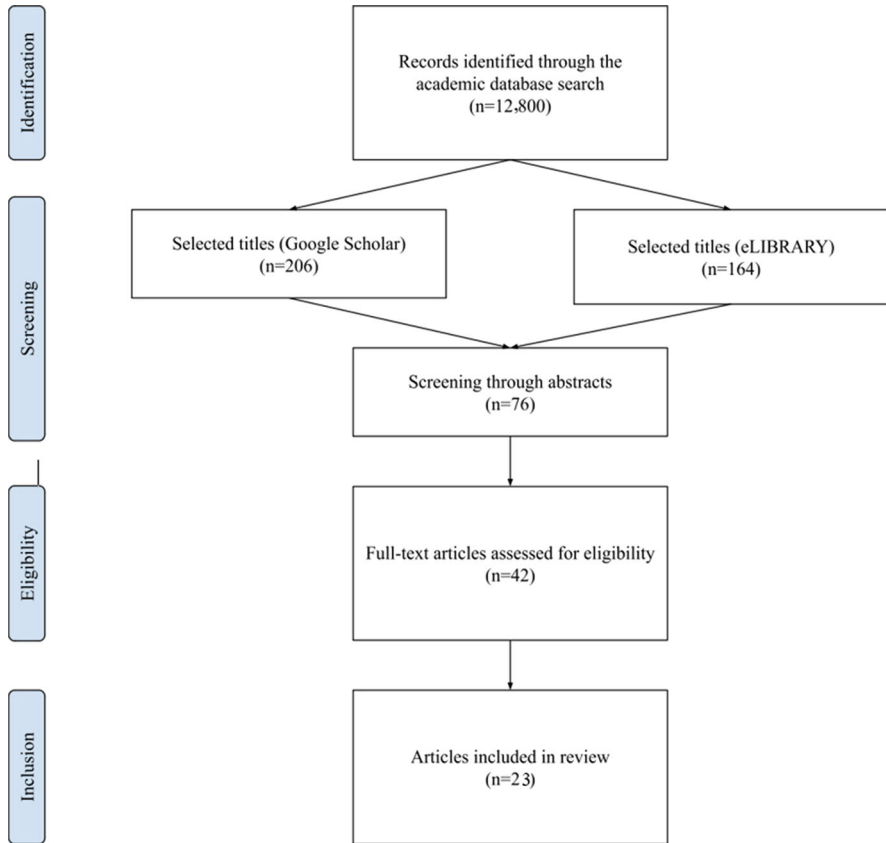 Identification
Records identified through the
academic database search
(n=12,800)
Screening
Selected titles (Google Scholar)
(n=206)
Selected titles (eLIBRARY)
(n=164)
Screening through abstracts
(n=76)
Eligibility
Full-text articles assessed for eligibility
(n=42)
Inclusion
Articles included in review
(n=23)